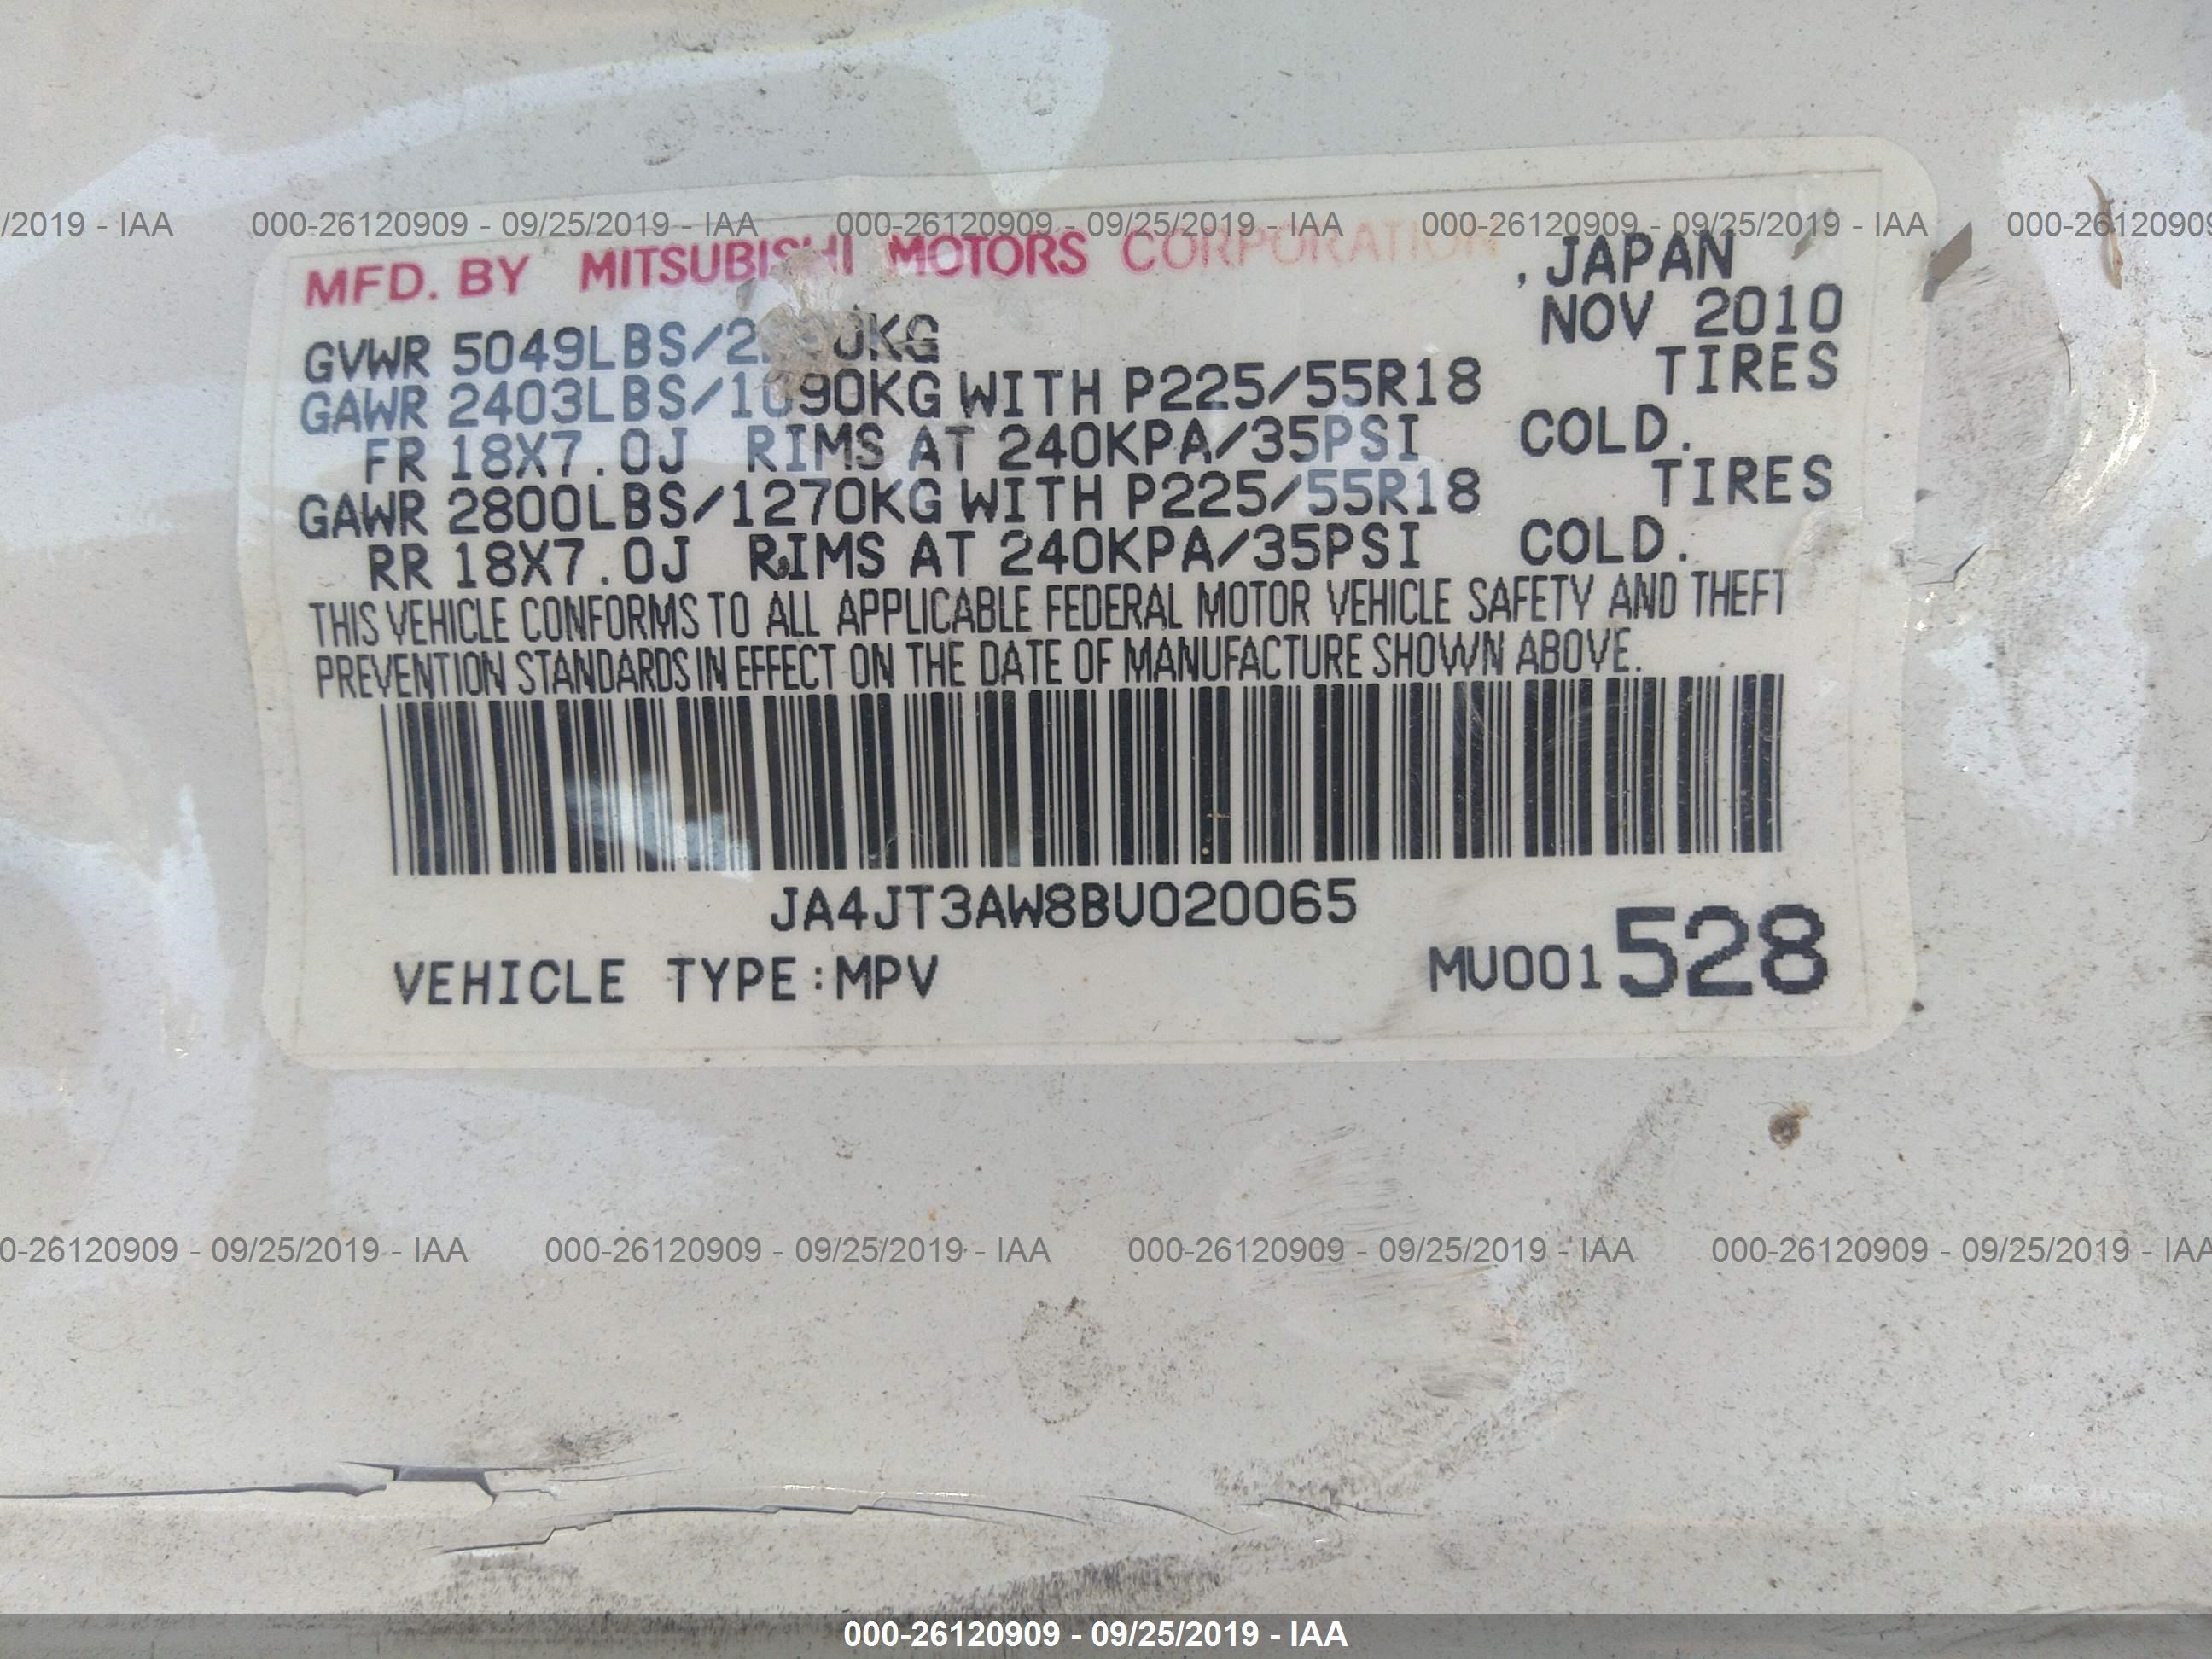 /2019 - IAA 000-26120909 - 09/25/2019 - IAA 000-26120909 - 09/25/2019 - IAA 000-26120909 - 09/25/2019 - IAA 000-26120909
MFD. BY MITSUBISHI MOTORS CORPORATION , JAPAN
NOV 2010
GVWR 5049LBS/
GAWR 2403LBS/1090KG WITH P225/55R18 TIRES
FR 18X7.0J RIMS AT 240KPA/35PSI COLD.
GAWR 2800LBS/1270KG WITH P225/55R18 TIRES
RR 18X7.0J RIMS AT 240KPA/35PSI COLD.
THIS VEHICLE CONFORMS TO ALL APPLICABLE FEDERAL MOTOR VEHICLE SAFETY AND THEFT
PREVENTION STANDARDS IN EFFECT ON THE DATE OF MANUFACTURE SHOWN ABOVE.
JA4JT3AW8BU020065
VEHICLE TYPE:MPV MU001 528
0-26120909 - 09/25/2019 - IAA 000-26120909 - 09/25/2019 - IAA 000-26120909 - 09/25/2019 - IAA 000-26120909 - 09/25/2019 - IAA
000-26120909 - 09/25/2019 - IAA